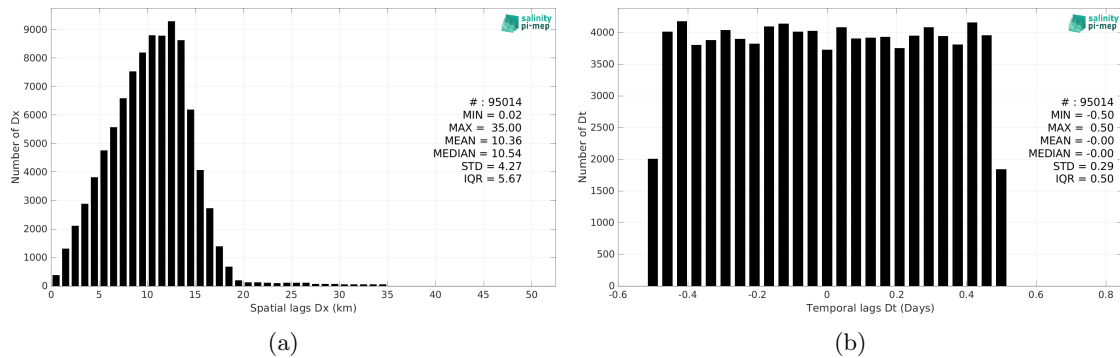 9000
8000
7000
6000
5000
4000
3000
2000
1000
0
Number of Dx
0 5 10 15 20 25 30 35 40 45 50
Spatial lags Dx (km)
salinity
pi-mep
# : 95014
MIN = 0.02
MAX = 35.00
MEAN = 10.36
MEDIAN = 10.54
STD = 4.27
IQR = 5.67
(a)
4000
3500
3000
2500
2000
1500
1000
500
0
Number of Dt
-0.6 -0.4 -0.2 0 0.2 0.4 0.6 0.8
Temporal lags Dt (Days)
salinity
pi-mep
# : 95014
MIN = -0.50
MAX = 0.50
MEAN = -0.00
MEDIAN = -0.00
STD = 0.29
IQR = 0.50
(b)